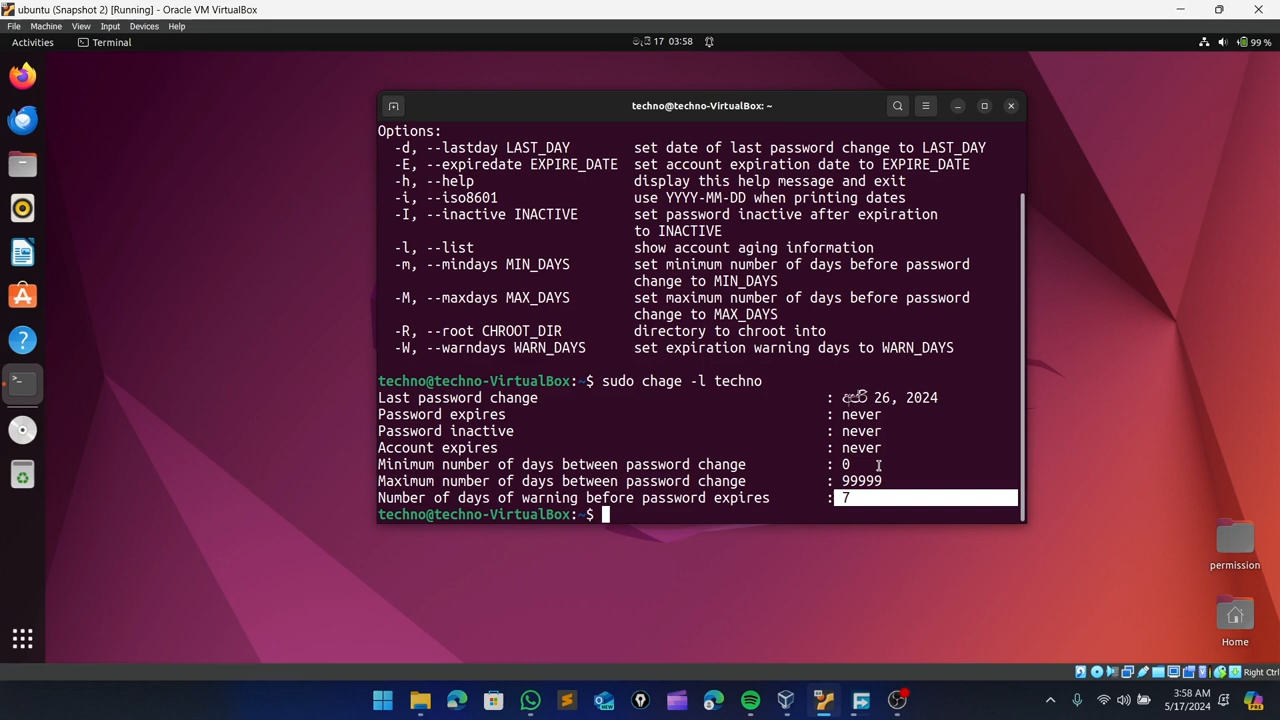 ubuntu (Snapshot 2) [Running] - Oracle VM VirtualBox
File Machine View Input Devices Help
Activities Terminal මැයි 17 03:58 99 %
techno@techno-VirtualBox: ~
Options:
-d, --lastday LAST_DAY set date of last password change to LAST_DAY
-E, --expiredate EXPIRE_DATE set account expiration date to EXPIRE_DATE
-h, --help display this help message and exit
-i, --iso8601 use YYYY-MM-DD when printing dates
-I, --inactive INACTIVE set password inactive after expiration
to INACTIVE
-l, --list show account aging information
-m, --mindays MIN_DAYS set minimum number of days before password
change to MIN_DAYS
-M, --maxdays MAX_DAYS set maximum number of days before password
change to MAX_DAYS
-R, --root CHROOT_DIR directory to chroot into
-W, --warndays WARN_DAYS set expiration warning days to WARN_DAYS
techno@techno-VirtualBox:~$ sudo chage -l techno
Last password change : 26, 2024
Password expires : never
Password inactive : never
Account expires : never
Minimum number of days between password change : 0
Maximum number of days between password change : 99999
Number of days of warning before password expires : 7
techno@techno-VirtualBox:~$
permission
Home
Right Ctrl
3:58 AM
5/17/2024